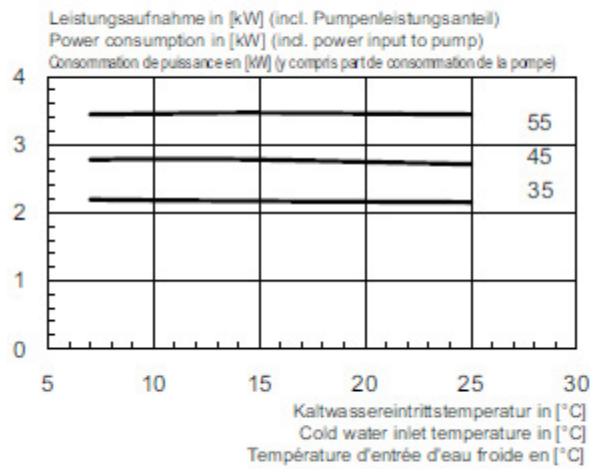 Leistungsaufnahme in [kW] (incl. Pumpenleistungsanteil)
Power consumption in [kW] (incl. power input to pump)
Consommation de puissance en [kW] (y compris part de consommation de la pompe)
4
55
3
45
35
2
1
0
5 10 15 20 25 30
Kaltwassereintrittstemperatur in [°C]
Cold water inlet temperature in [°C]
Température d'entrée d'eau froide en [°C]